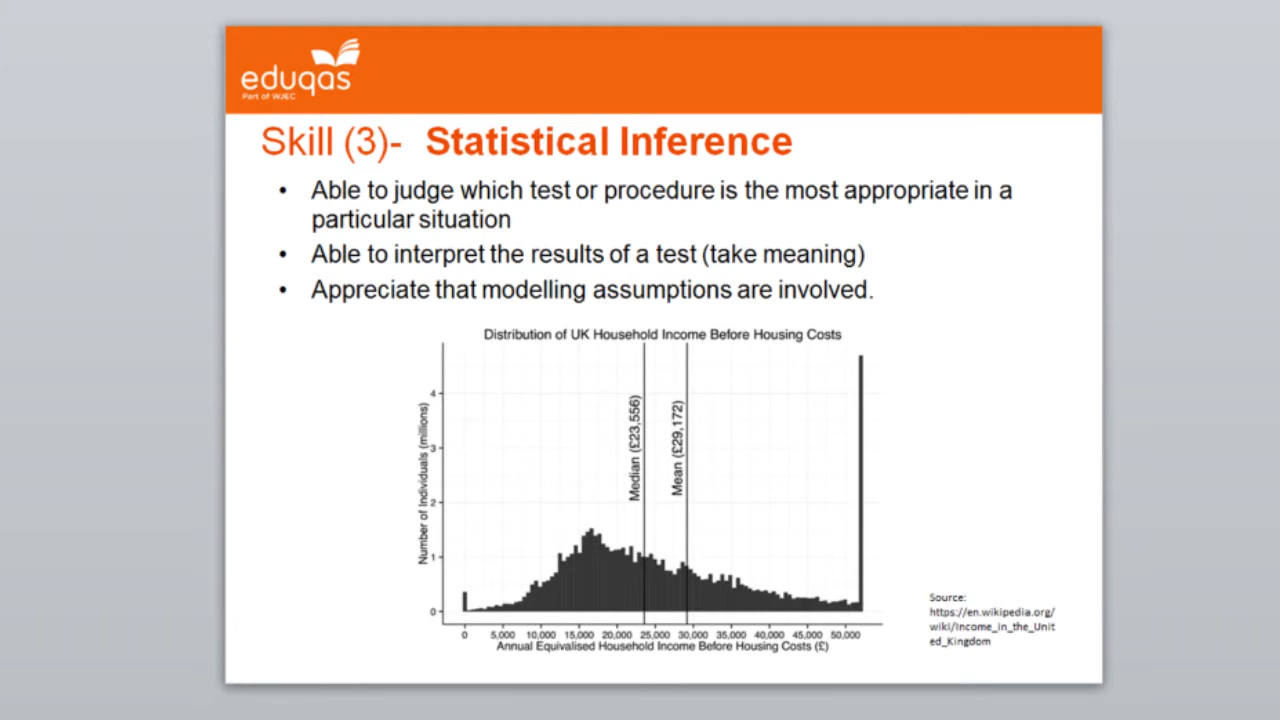 eduqas
Part of WJEC
Skill (3)- Statistical Inference
• Able to judge which test or procedure is the most appropriate in a
particular situation
• Able to interpret the results of a test (take meaning)
• Appreciate that modelling assumptions are involved.
Distribution of UK Household Income Before Housing Costs
Number of Individuals (millions)
4
3
2
1
0
Median (£23,556)
Mean (£29,172)
0 5,000 10,000 15,000 20,000 25,000 30,000 35,000 40,000 45,000 50,000
Annual Equivalised Household Income Before Housing Costs (£)
Source:
https://en.wikipedia.org/
wiki/Income_in_the_Unit
ed_Kingdom